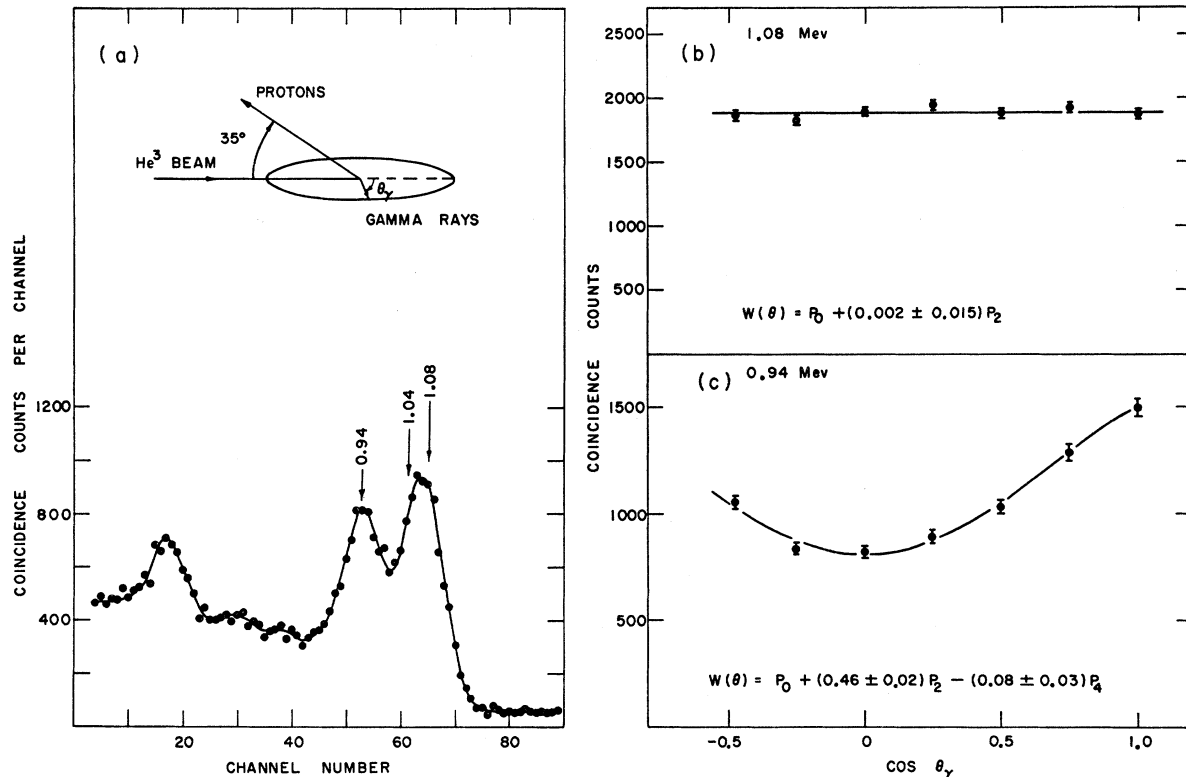 (a)
PROTONS
35°
He³ BEAM
θγ
GAMMA RAYS
COINCIDENCE COUNTS PER CHANNEL
1200
800
400
0.94
1.04
1.08
20
40
60
80
CHANNEL NUMBER
(b)
1.08 Mev
2500
2000
1500
1000
500
W(θ) = P₀ + (0.002 ± 0.015) P₂
COINCIDENCE COUNTS
(c)
0.94 Mev
1500
1000
500
0
W(θ) = P₀ + (0.46 ± 0.02) P₂ − (0.08 ± 0.03) P₄
-0.5
0
0.5
1.0
COS θγ